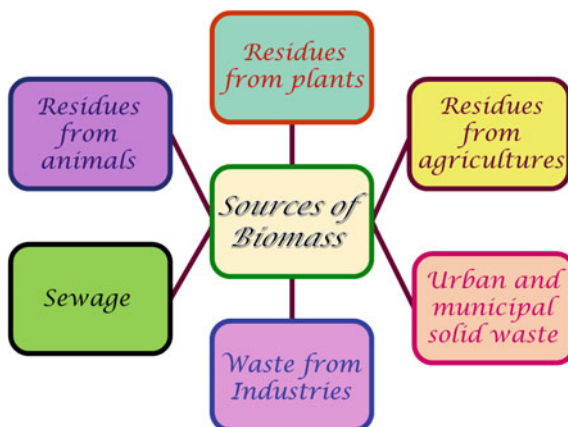 Residues
from plants
Residues
from
animals
Residues
from
agricultures
Sources of
Biomass
Sewage
Urban and
municipal
solid waste
Waste from
Industries